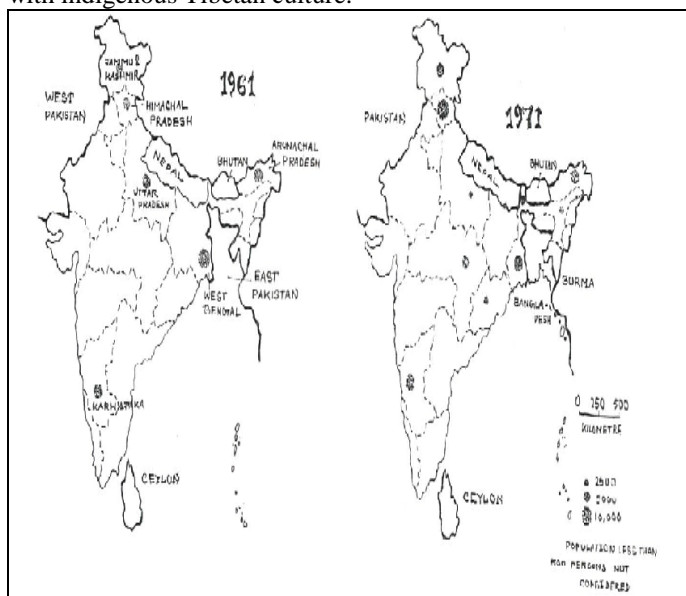 with indigenous Tibetan culture.
1961
JAMMU &
KASHMIR
WEST
PAKISTAN
HIMACHAL
PRADESH
NEPAL
BHUTAN
ARUNACHAL
PRADESH
UTTAR
PRADESH
EAST
PAKISTAN
WEST
BENGAL
KARNATAKA
CEYLON
1971
PAKISTAN
NEPAL
BHUTAN
BURMA
BANGLA-
DESH
CEYLON
0 250 500
KILOMETRE
2500
5000
10,000
POPULATION LESS THAN
PERSONS NOT
CONSIDERED